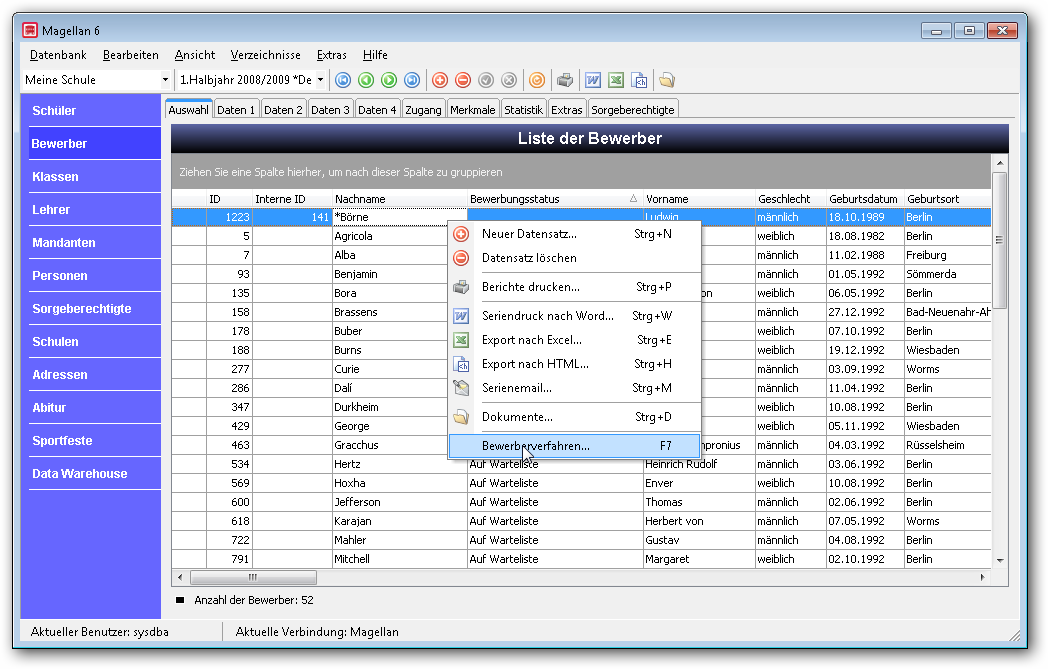 Magellan 6
Datenbank Bearbeiten Ansicht Verzeichnisse Extras Hilfe
Meine Schule 1.Halbjahr 2008/2009 *De
Schüler
Bewerber
Klassen
Lehrer
Mandanten
Personen
Sorgeberechtigte
Schulen
Adressen
Abitur
Sportfeste
Data Warehouse
Auswahl Daten 1 Daten 2 Daten 3 Daten 4 Zugang Merkmale Statistik Extras Sorgeberechtigte
Liste der Bewerber
Ziehen Sie eine Spalte hierher, um nach dieser Spalte zu gruppieren
ID Interne ID Nachname Bewerbungsstatus Vorname Geschlecht Geburtsdatum Geburtsort
1223 141 *Börne Ludwig männlich 18.10.1989 Berlin
5 Agricola weiblich 18.08.1982 Berlin
7 Alba männlich 11.02.1988 Freiburg
93 Benjamin männlich 01.05.1992 Sömmerda
135 Bora on weiblich 06.05.1992 Berlin
158 Brassens männlich 27.12.1992 Bad-Neuenahr-Ah
178 Buber männlich 07.10.1992 Berlin
188 Burns weiblich 19.12.1992 Wiesbaden
277 Curie weiblich 03.09.1992 Worms
286 Dalí männlich 11.04.1992 Berlin
347 Durkheim weiblich 10.08.1992 Berlin
429 George weiblich 05.11.1992 Wiesbaden
463 Gracchus mpronius männlich 04.03.1992 Rüsselsheim
534 Hertz Auf Warteliste Heinrich Rudolf männlich 03.06.1992 Berlin
569 Hoxha Auf Warteliste Enver weiblich 10.08.1992 Berlin
600 Jefferson Auf Warteliste Thomas männlich 02.06.1992 Berlin
618 Karajan Auf Warteliste Herbert von männlich 07.05.1992 Worms
722 Mahler Auf Warteliste Gustav männlich 04.08.1992 Berlin
791 Mitchell Auf Warteliste Margaret weiblich 02.10.1992 Berlin
Neuer Datensatz... Strg+N
Datensatz löschen
Berichte drucken... Strg+P
Seriendruck nach Word... Strg+W
Export nach Excel... Strg+E
Export nach HTML... Strg+H
Serienemail... Strg+M
Dokumente... Strg+D
Bewerberverfahren... F7
Anzahl der Bewerber: 52
Aktueller Benutzer: sysdba Aktuelle Verbindung: Magellan